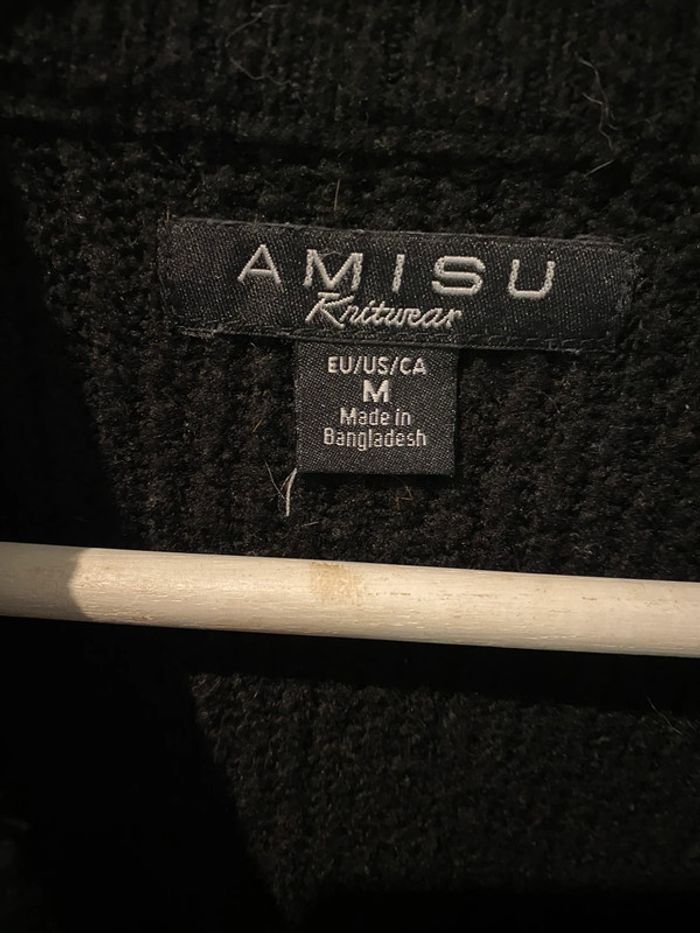 AMISU
Knitwear
EU/US/CA
M
Made in
Bangladesh